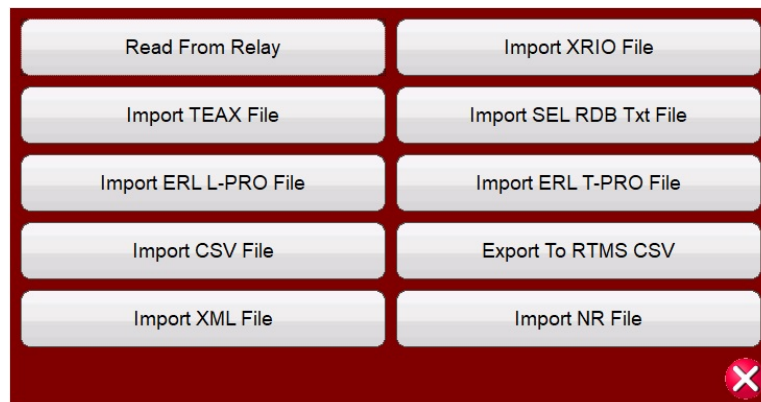 Read From Relay
Import XRIO File
Import TEAX File
Import SEL RDB Txt File
Import ERL L-PRO File
Import ERL T-PRO File
Import CSV File
Export To RTMS CSV
Import XML File
Import NR File